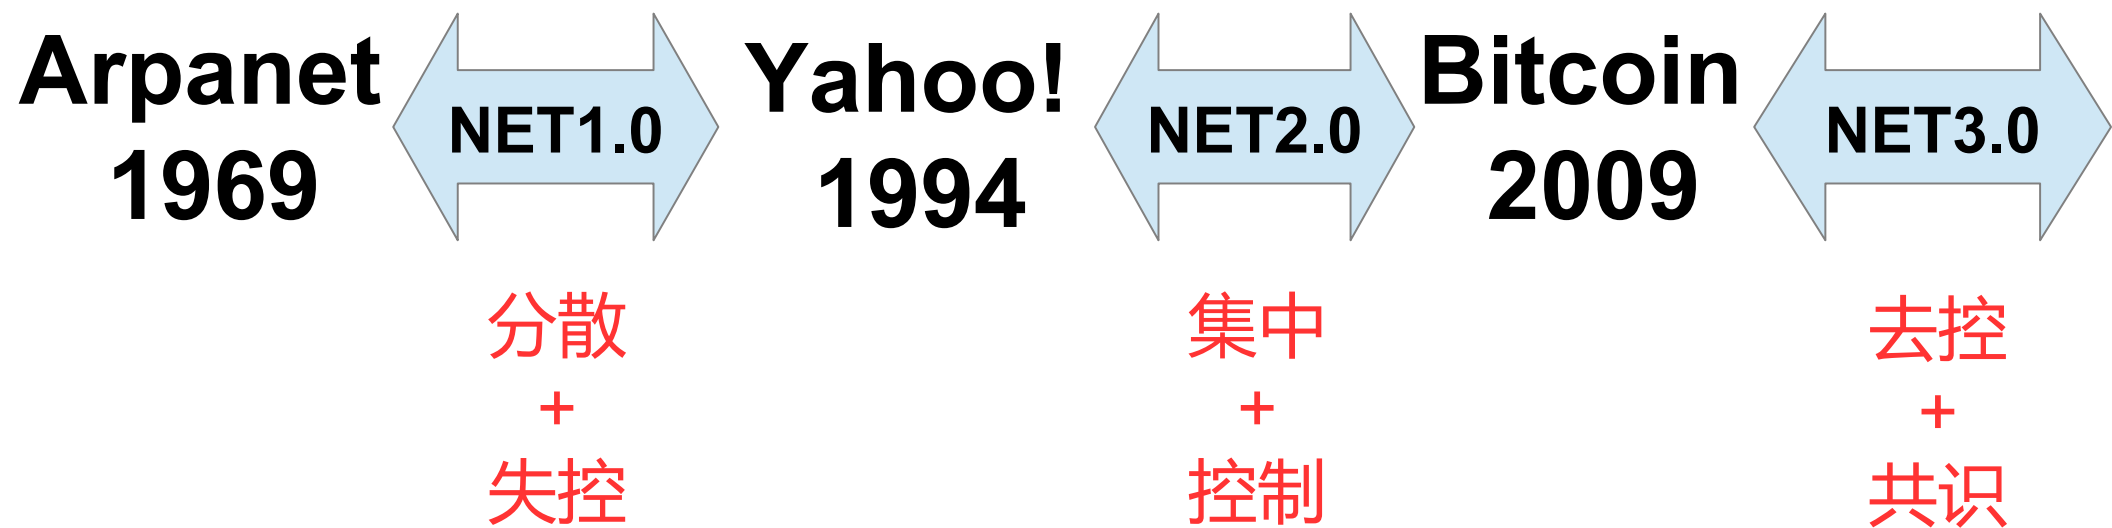 Arpanet
1969
NET1.0
Yahoo!
1994
NET2.0
Bitcoin
2009
NET3.0
分散
+
失控
集中
+
控制
去控
+
共识